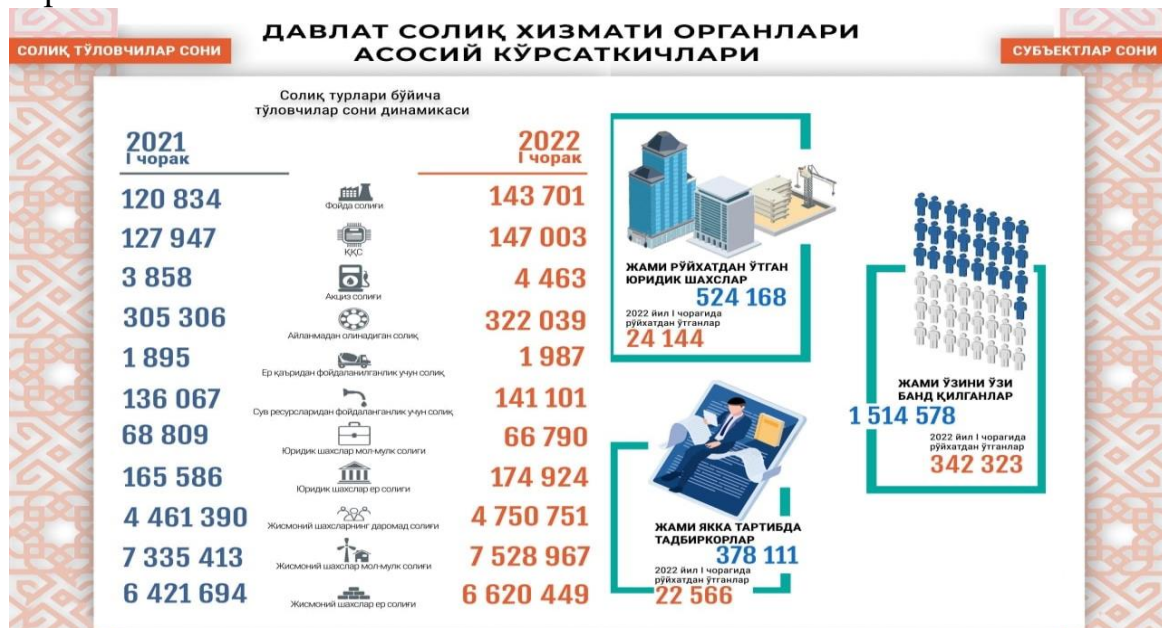 СОЛИҚ ТЎЛОВЧИЛАР СОНИ
ДАВЛАТ СОЛИҚ ХИЗМАТИ ОРГАНЛАРИ
АСОСИЙ КЎРСАТКИЧЛАРИ
СУБЪЕКТЛАР СОНИ
Солиқ турлари бўйича
тўловчилар сони динамикаси
2021
I чорак
2022
I чорак
120 834
Фойда солиғи
143 701
127 947
ҚҚС
147 003
3 858
Акциз солиғи
4 463
305 306
Айланмадан олинадиган солиқ
322 039
1 895
Ер қаъридан фойдаланилганлик учун солиқ
1 987
136 067
Сув ресурсларидан фойдаланганлик учун солиқ
141 101
68 809
Юридик шахслар мол-мулк солиғи
66 790
165 586
Юридик шахслар ер солиғи
174 924
4 461 390
Жисмоний шахсларнинг даромад солиғи
4 750 751
7 335 413
Жисмоний шахслар мол-мулк солиғи
7 528 967
6 421 694
Жисмоний шахслар ер солиғи
6 620 449
ЖАМИ РЎЙХАТДАН ЎТГАН
ЮРИДИК ШАХСЛАР
524 168
2022 йил I чорагида
рўйхатдан ўтганлар
24 144
ЖАМИ ЯККА ТАРТИБДА
ТАДБИРКОРЛАР
378 111
2022 йил I чорагида
рўйхатдан ўтганлар
22 566
ЖАМИ ЎЗИНИ ЎЗИ
БАНД ҚИЛГАНЛАР
1 514 578
2022 йил I чорагида
рўйхатдан ўтганлар
342 323